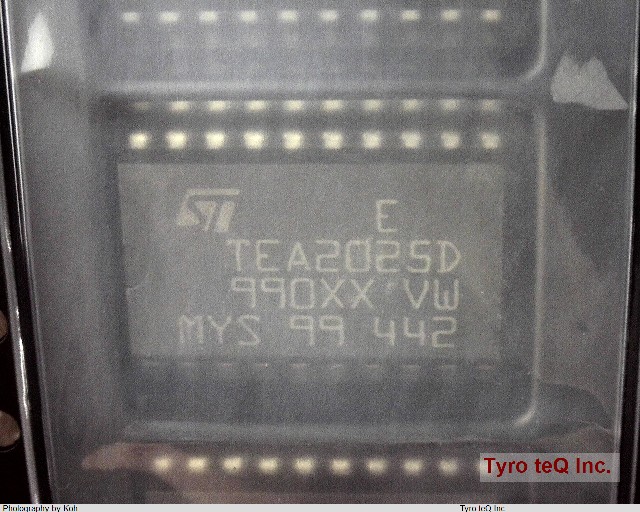 ST E
TEA2025D
990XX VW
MYS 99 442
Tyro teQ Inc.
Photography by Koh
Tyro teQ Inc